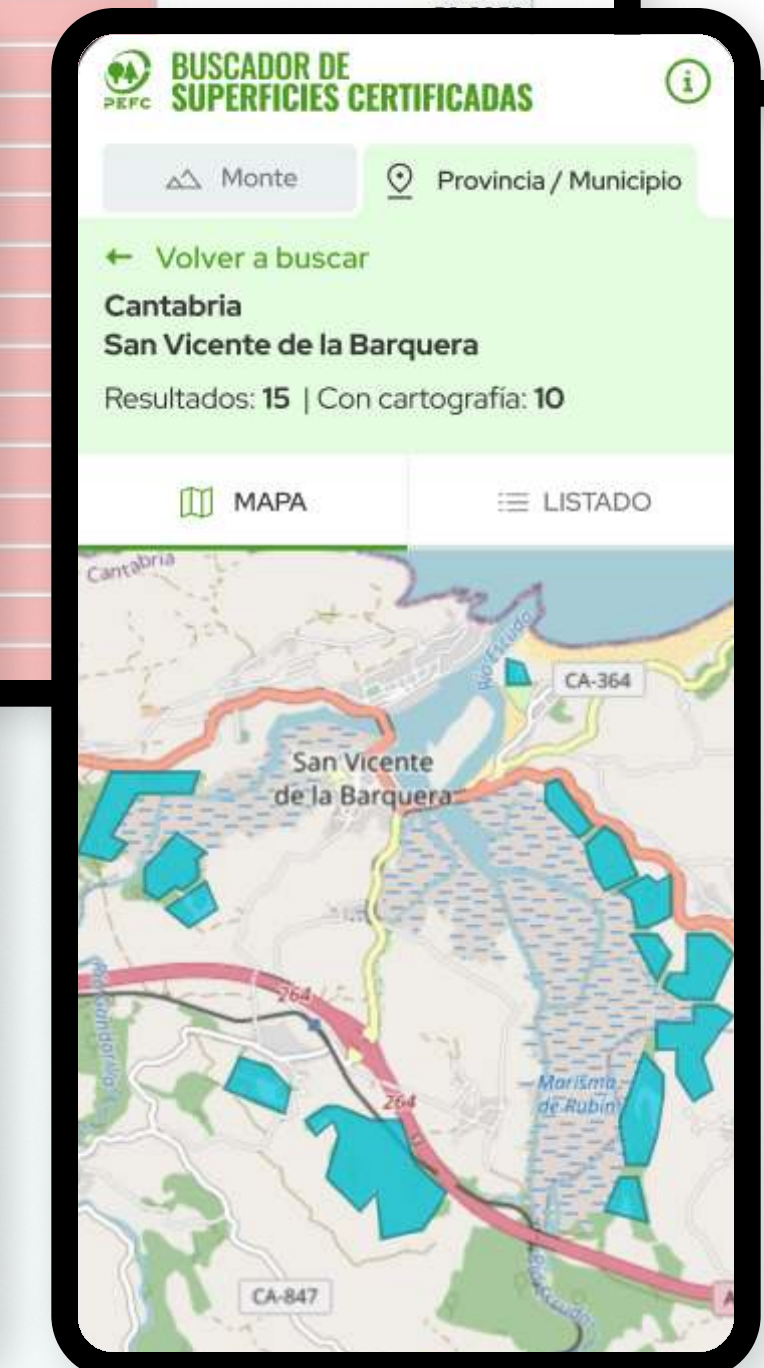 BUSCADOR DE
SUPERFICIES CERTIFICADAS
PEFC
i
Monte
Provincia / Municipio
← Volver a buscar
Cantabria
San Vicente de la Barquera
Resultados: 15 | Con cartografía: 10
MAPA
LISTADO
Cantabria
Río Escudo
CA-364
San Vicente
de la Barquera
264
264
Marisma
de Rubín
CA-847
A